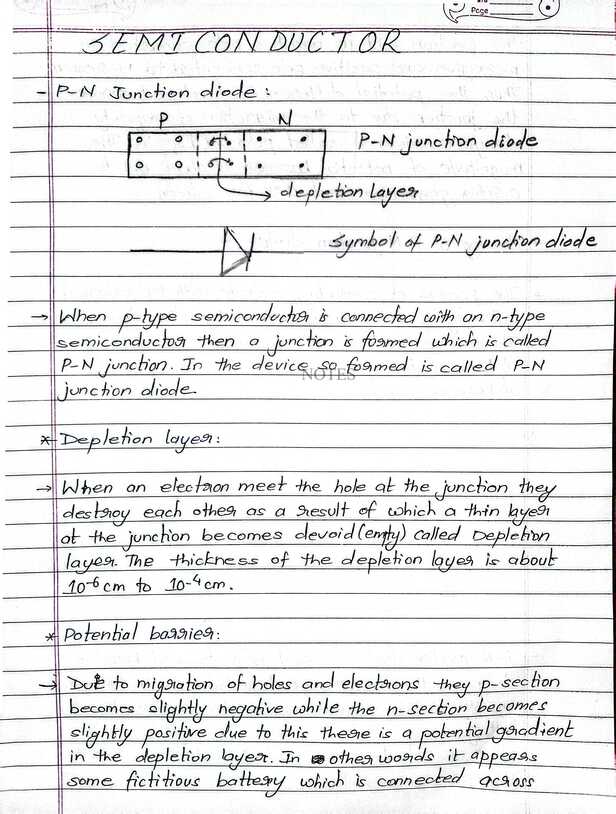 Page
SEMICONDUCTOR
- P-N Junction diode :
P N
P-N junction diode
depletion layer
Symbol of P-N junction diode
→ When p-type semiconductor is connected with an n-type
semiconductor then a junction is formed which is called
P-N junction. In the device so formed is called P-N
NOTES
junction diode.
* Depletion layer:
→ When an electron meet the hole at the junction they
destroy each other as a result of which a thin layer
at the junction becomes devoid (empty) called Depletion
layer. The thickness of the depletion layer is about
10⁻⁶ cm to 10⁻⁴ cm.
* Potential barrier:
→ Due to migration of holes and electrons they p-section
becomes slightly negative while the n-section becomes
slightly positive due to this there is a potential gradient
in the depletion layer. In other words it appears
some fictitious battery which is connected across